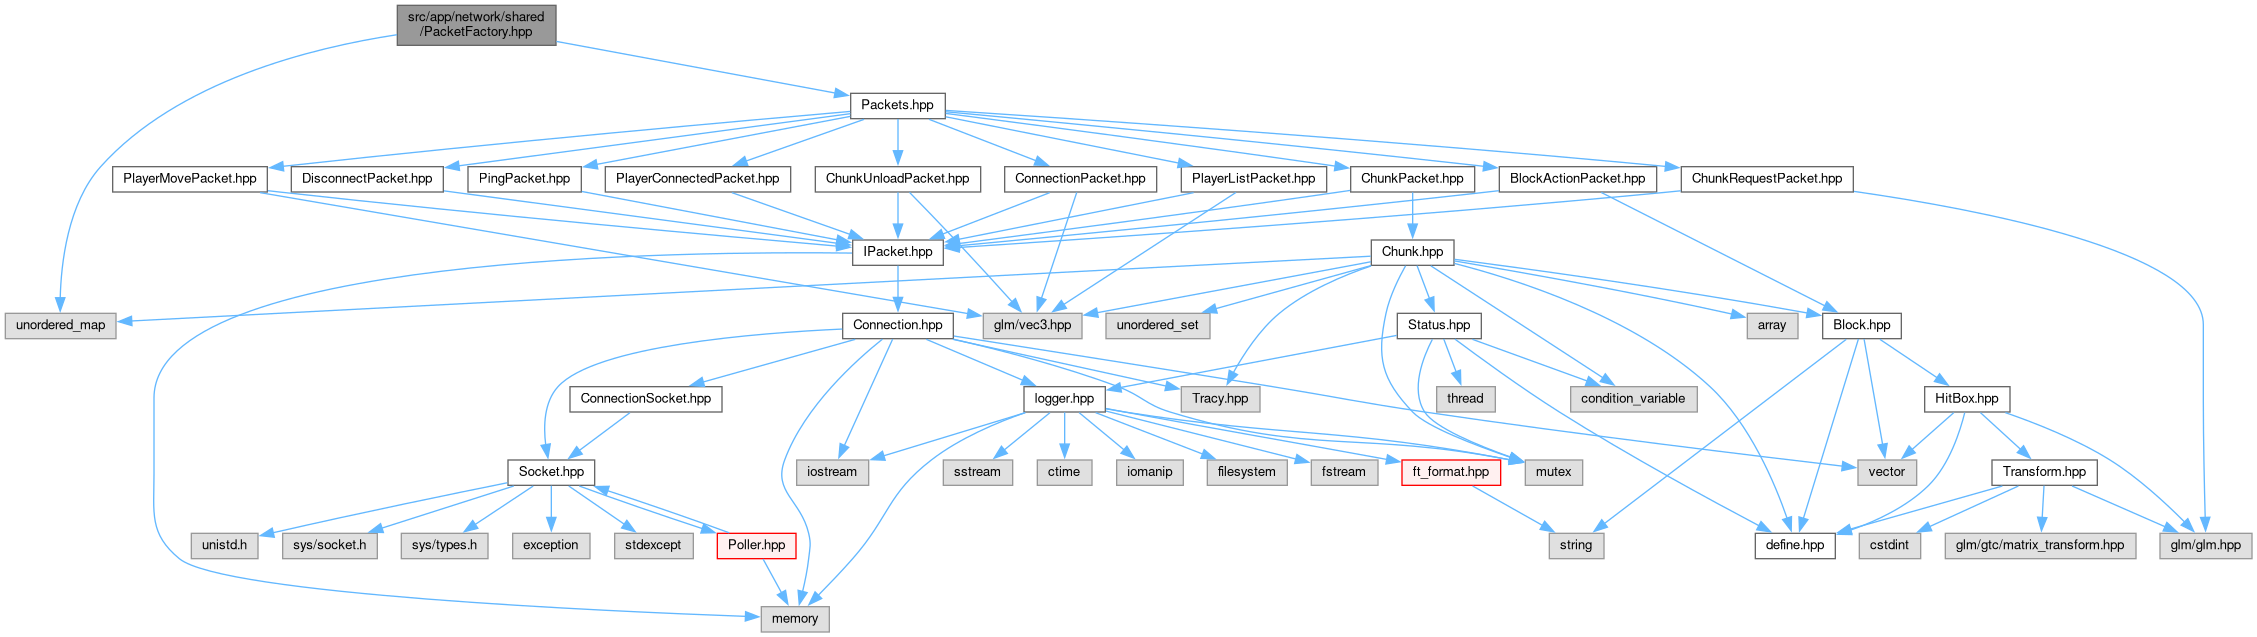 src/app/network/shared
/PacketFactory.hpp
Packets.hpp
PlayerMovePacket.hpp
DisconnectPacket.hpp
PingPacket.hpp
PlayerConnectedPacket.hpp
ChunkUnloadPacket.hpp
ConnectionPacket.hpp
PlayerListPacket.hpp
ChunkPacket.hpp
BlockActionPacket.hpp
ChunkRequestPacket.hpp
IPacket.hpp
Chunk.hpp
unordered_map
Connection.hpp
glm/vec3.hpp
unordered_set
Status.hpp
array
Block.hpp
ConnectionSocket.hpp
logger.hpp
Tracy.hpp
thread
condition_variable
HitBox.hpp
Socket.hpp
iostream
sstream
ctime
iomanip
filesystem
fstream
ft_format.hpp
mutex
vector
Transform.hpp
unistd.h
sys/socket.h
sys/types.h
exception
stdexcept
Poller.hpp
string
define.hpp
cstdint
glm/gtc/matrix_transform.hpp
glm/glm.hpp
memory